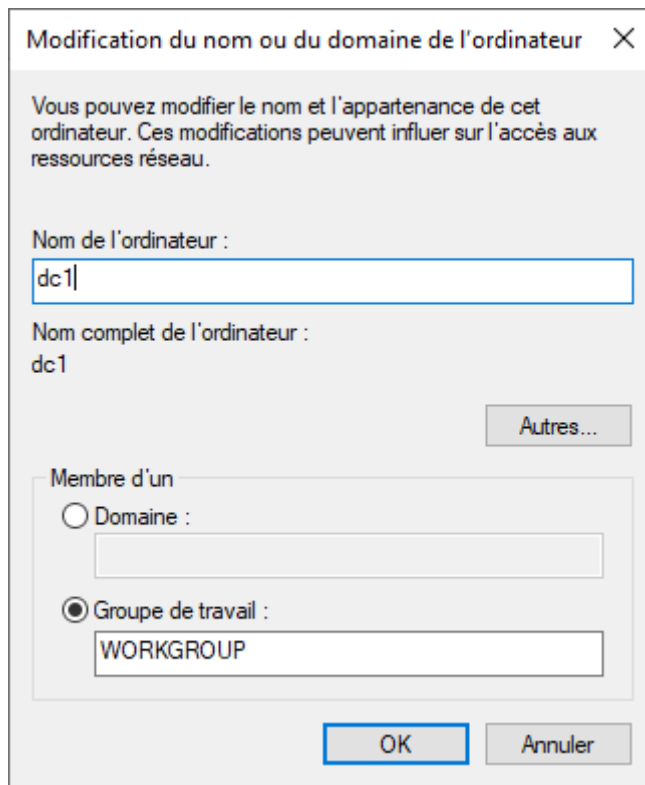 Modification du nom ou du domaine de l'ordinateur
Vous pouvez modifier le nom et l'appartenance de cet
ordinateur. Ces modifications peuvent influer sur l'accès aux
ressources réseau.
Nom de l'ordinateur :
dc1
Nom complet de l'ordinateur :
dc1
Autres...
Membre d'un
Domaine :
Groupe de travail :
WORKGROUP
OK
Annuler